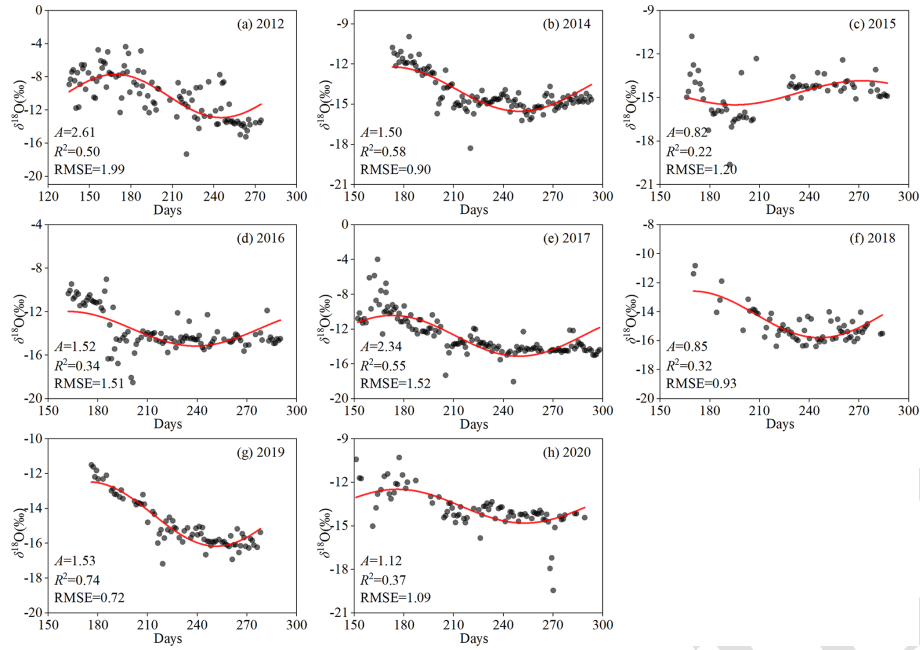 (a) 2012
0
-4
-8
-12
-16
-20
δ¹⁸O(‰)
A=2.61
R²=0.50
RMSE=1.99
120 150 180 210 240 270 300
Days
(b) 2014
-9
-12
-15
-18
-21
δ¹⁸O(‰)
A=1.50
R²=0.58
RMSE=0.90
150 180 210 240 270 300
Days
(c) 2015
-9
-12
-15
-18
-21
δ¹⁸O(‰)
A=0.82
R²=0.22
RMSE=1.20
150 180 210 240 270 300
Days
(d) 2016
-4
-8
-12
-16
-20
δ¹⁸O(‰)
A=1.52
R²=0.34
RMSE=1.51
150 180 210 240 270 300
Days
(e) 2017
0
-4
-8
-12
-16
-20
δ¹⁸O(‰)
A=2.34
R²=0.55
RMSE=1.52
150 180 210 240 270 300
Days
(f) 2018
-8
-10
-12
-14
-16
-18
-20
δ¹⁸O(‰)
A=0.85
R²=0.32
RMSE=0.93
150 180 210 240 270 300
Days
(g) 2019
-10
-12
-14
-16
-18
-20
δ¹⁸O(‰)
A=1.53
R²=0.74
RMSE=0.72
150 180 210 240 270 300
Days
(h) 2020
-9
-12
-15
-18
-21
δ¹⁸O(‰)
A=1.12
R²=0.37
RMSE=1.09
150 180 210 240 270 300
Days